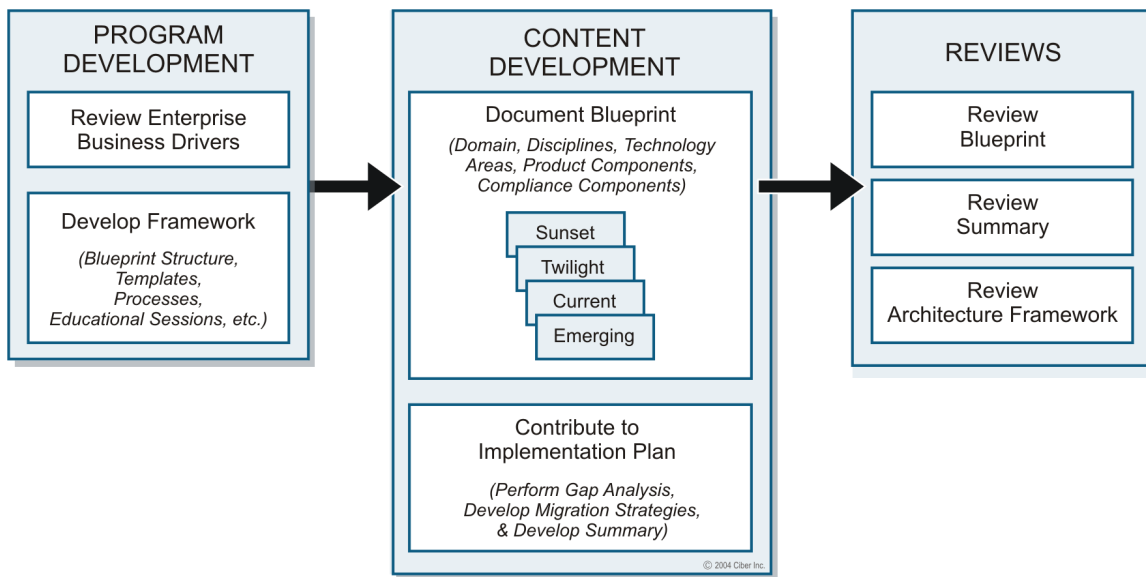 PROGRAM
DEVELOPMENT
Review Enterprise
Business Drivers
Develop Framework
(Blueprint Structure,
Templates,
Processes,
Educational Sessions, etc.)
CONTENT
DEVELOPMENT
Document Blueprint
(Domain, Disciplines, Technology
Areas, Product Components,
Compliance Components)
Sunset
Twilight
Current
Emerging
Contribute to
Implementation Plan
(Perform Gap Analysis,
Develop Migration Strategies,
& Develop Summary)
© 2004 Ciber Inc.
REVIEWS
Review
Blueprint
Review
Summary
Review
Architecture Framework